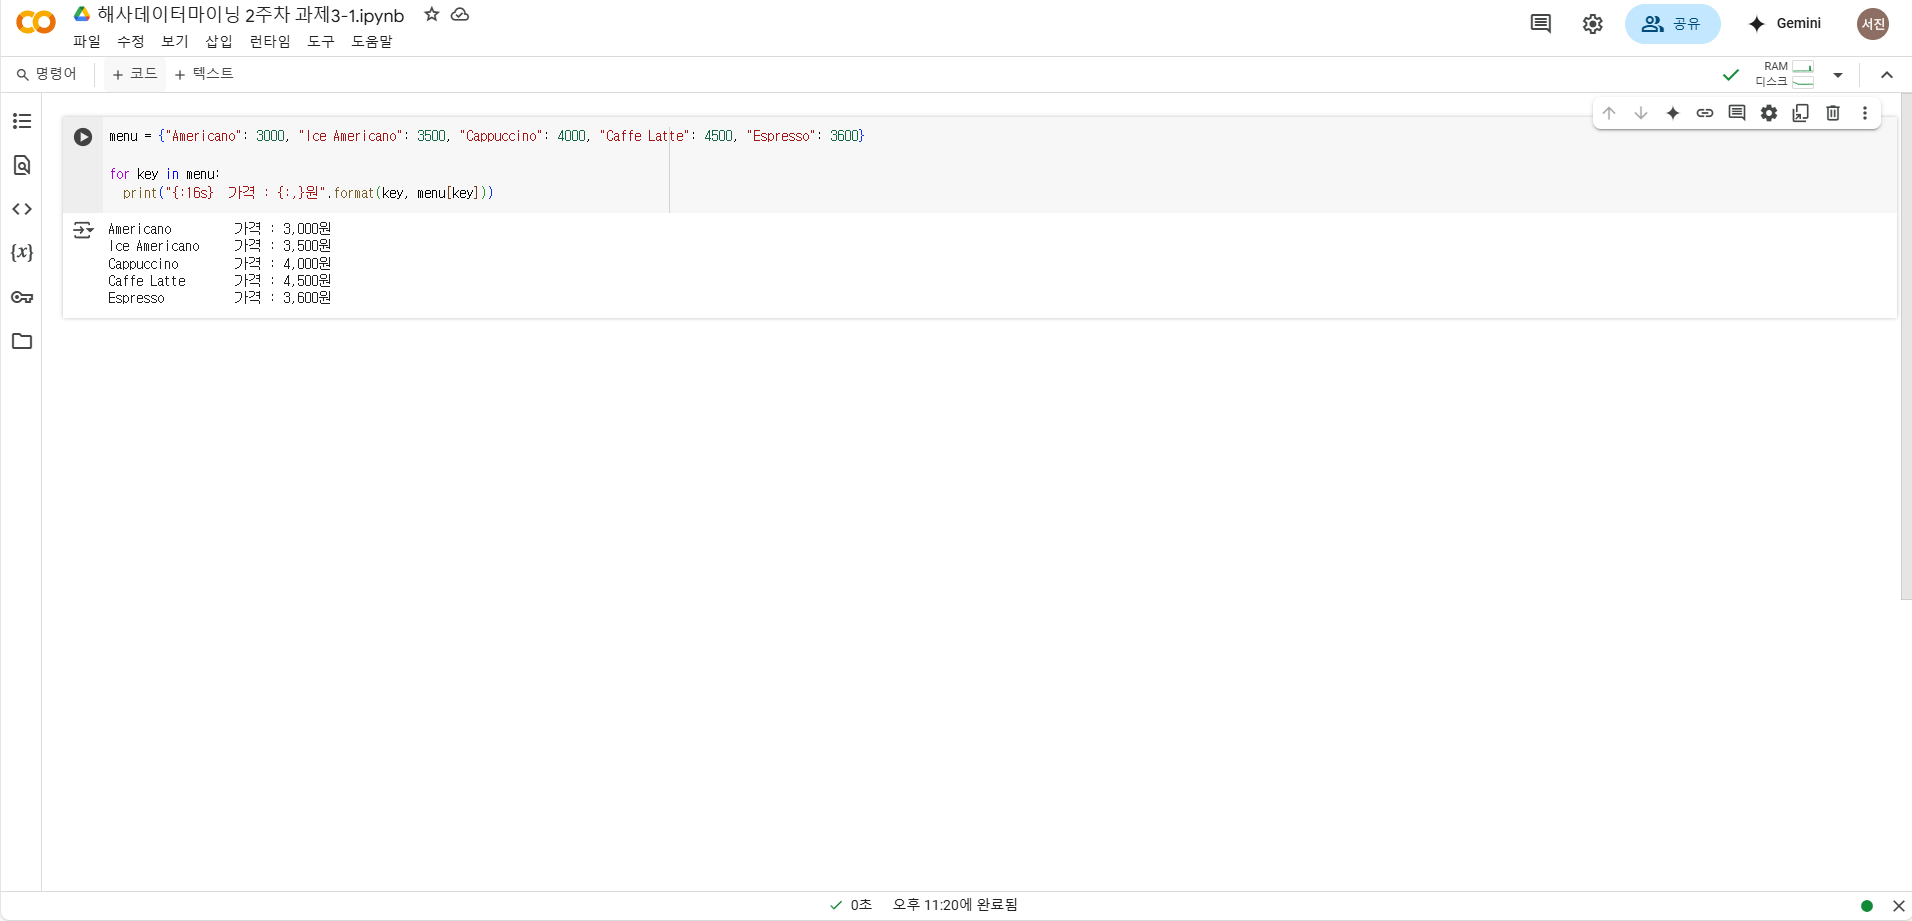 해사데이터마이닝 2주차 과제3-1.ipynb
파일 수정 보기 삽입 런타임 도구 도움말
공유
Gemini
서진
명령어
+ 코드 + 텍스트
RAM
디스크
menu = {"Americano": 3000, "Ice Americano": 3500, "Cappuccino": 4000, "Caffe Latte": 4500, "Espresso": 3600}
for key in menu:
  print("{:16s}  가격 : {:,}원".format(key, menu[key]))
{x}
Americano         가격 : 3,000원
Ice Americano     가격 : 3,500원
Cappuccino        가격 : 4,000원
Caffe Latte       가격 : 4,500원
Espresso          가격 : 3,600원
0초 오후 11:20에 완료됨